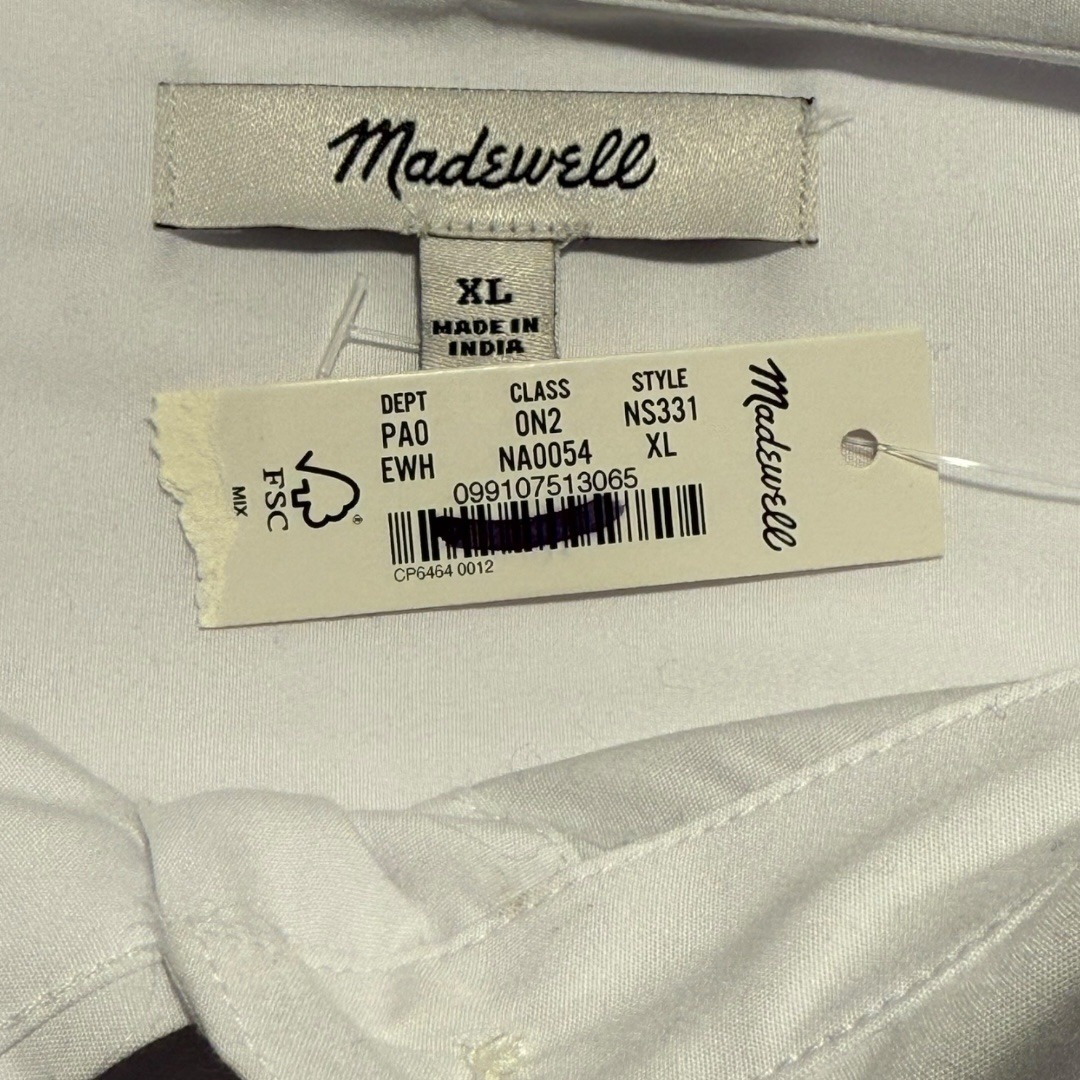 Madewell
XL
MADE IN
INDIA
DEPT CLASS STYLE
PA0 0N2 NS331
EWH NA0054 XL
099107513065
CP6464 0012
Madewell
FSC ®
MIX